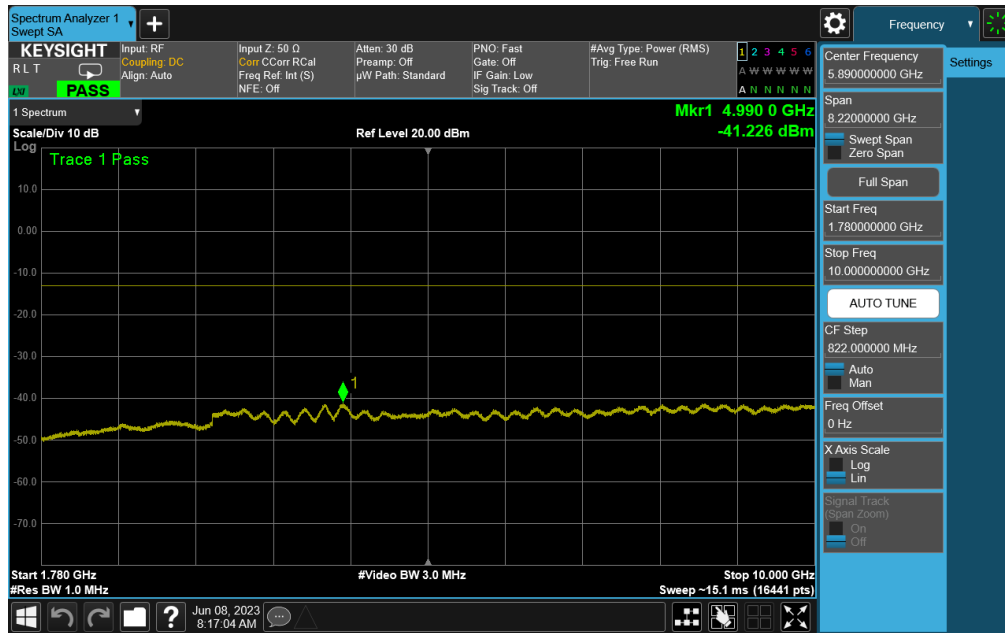 Spectrum Analyzer 1
Swept SA
Frequency
KEYSIGHT
R L T
LXI
PASS
Input: RF
Coupling: DC
Align: Auto
Input Z: 50 Ω
Corr CCorr RCal
Freq Ref: Int (S)
NFE: Off
Atten: 30 dB
Preamp: Off
µW Path: Standard
PNO: Fast
Gate: Off
IF Gain: Low
Sig Track: Off
#Avg Type: Power (RMS)
Trig: Free Run
1 2 3 4 5 6
A W W W W W
A N N N N N
1 Spectrum
Mkr1 4.990 0 GHz
-41.226 dBm
Scale/Div 10 dB
Ref Level 20.00 dBm
Log
Trace 1 Pass
10.0
0.00
-10.0
-20.0
-30.0
1
-40.0
-50.0
-60.0
-70.0
Start 1.780 GHz
#Video BW 3.0 MHz
Stop 10.000 GHz
#Res BW 1.0 MHz
Sweep ~15.1 ms (16441 pts)
?
Jun 08, 2023
8:17:04 AM
Center Frequency
5.890000000 GHz
Settings
Span
8.22000000 GHz
Swept Span
Zero Span
Full Span
Start Freq
1.780000000 GHz
Stop Freq
10.000000000 GHz
AUTO TUNE
CF Step
822.000000 MHz
Auto
Man
Freq Offset
0 Hz
X Axis Scale
Log
Lin
Signal Track
(Span Zoom)
On
Off